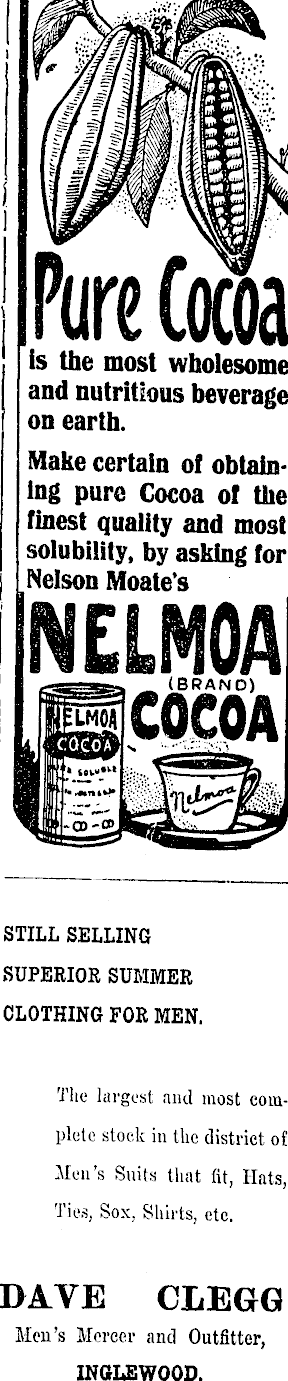 Pure Cocoa
is the most wholesome
and nutritious beverage
on earth.
Make certain of obtain-
ing pure Cocoa of the
finest quality and most
solubility, by asking for
Nelson Moate's
NELMOA
(BRAND)
COCOA
NELMOA
COCOA
SOLUBLE
Nelmoa
STILL SELLING
SUPERIOR SUMMER
CLOTHING FOR MEN.
The largest and most com-
plete stock in the district of
Men's Suits that fit, Hats,
Ties, Sox, Shirts, etc.
DAVE CLEGG
Men's Mercer and Outfitter,
INGLEWOOD.